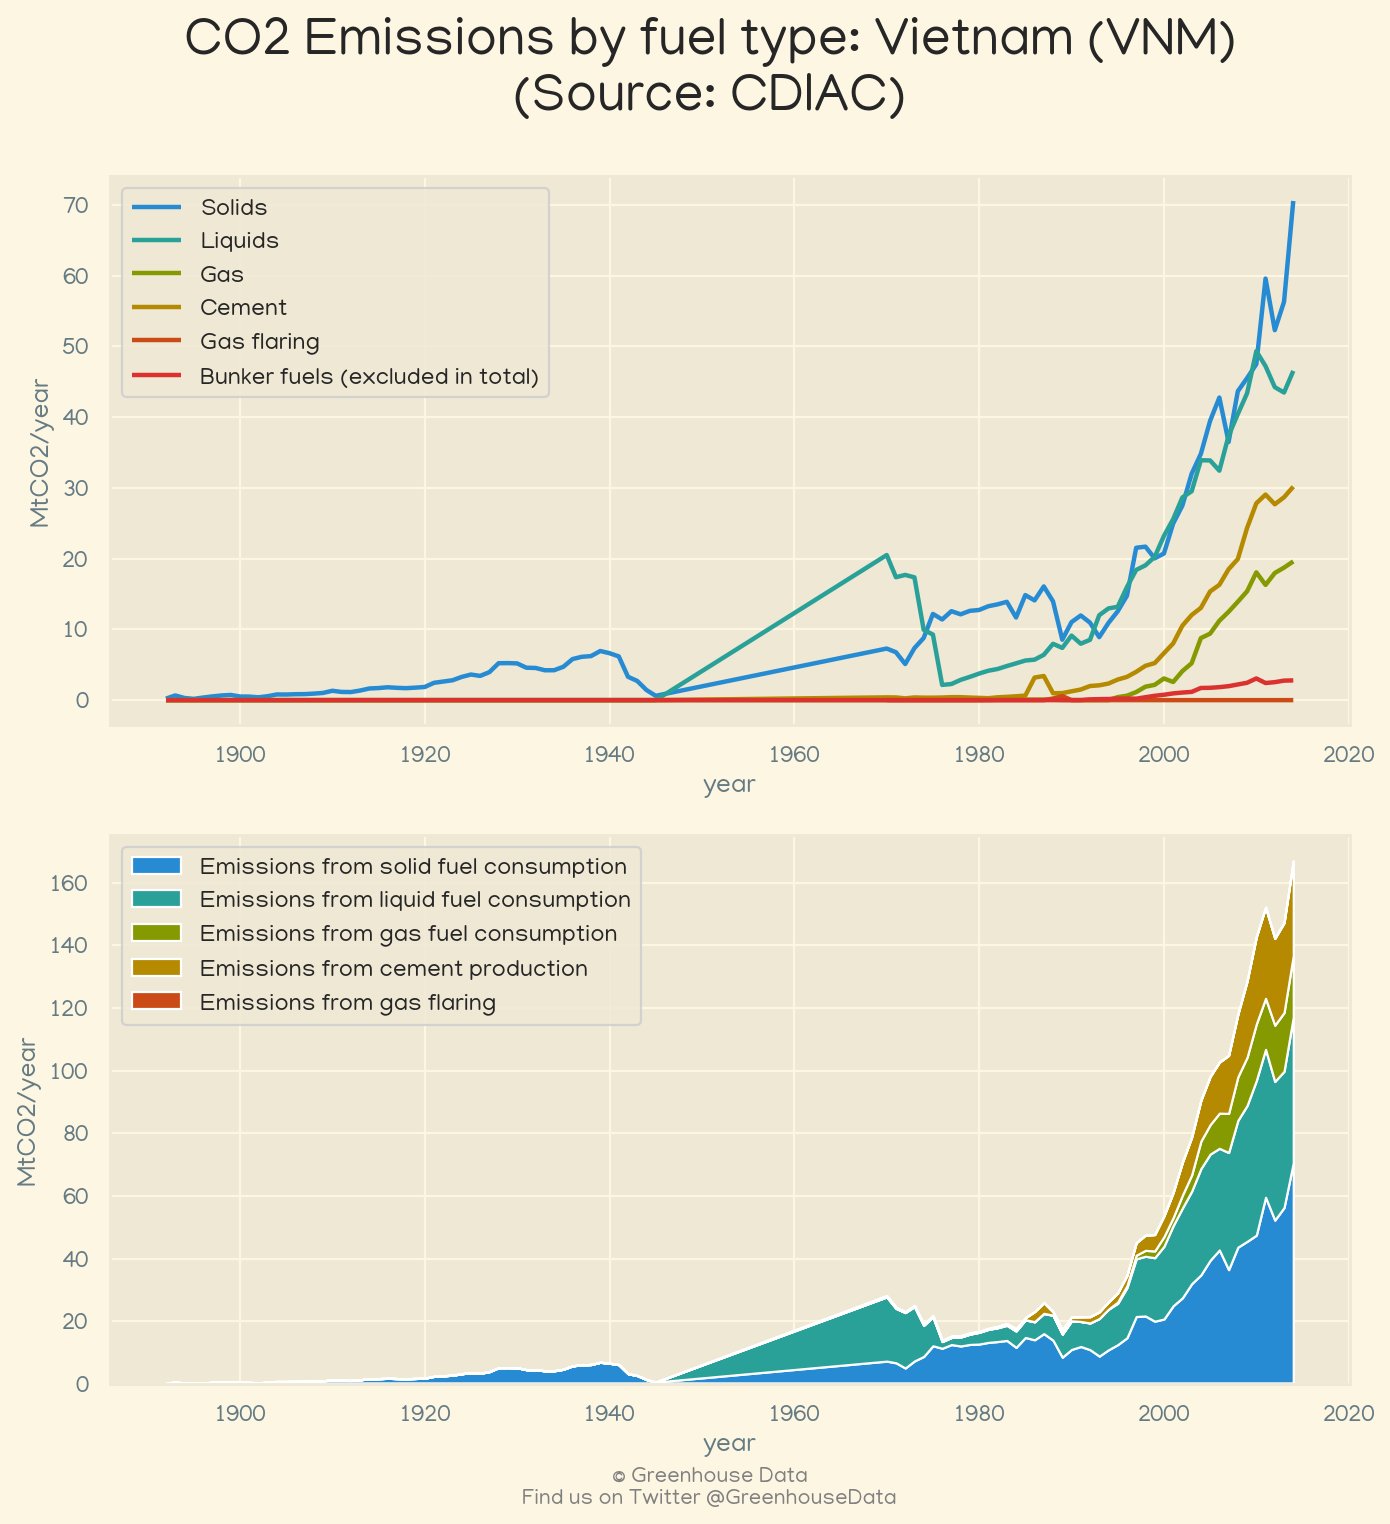 CO2 Emissions by fuel type: Vietnam (VNM)
(Source: CDIAC)
70
60
50
40
30
20
10
0
MtCO2/year
Solids
Liquids
Gas
Cement
Gas flaring
Bunker fuels (excluded in total)
1900 1920 1940 1960 1980 2000 2020
year
160
140
120
100
80
60
40
20
0
MtCO2/year
Emissions from solid fuel consumption
Emissions from liquid fuel consumption
Emissions from gas fuel consumption
Emissions from cement production
Emissions from gas flaring
1900 1920 1940 1960 1980 2000 2020
year
© Greenhouse Data
Find us on Twitter @GreenhouseData